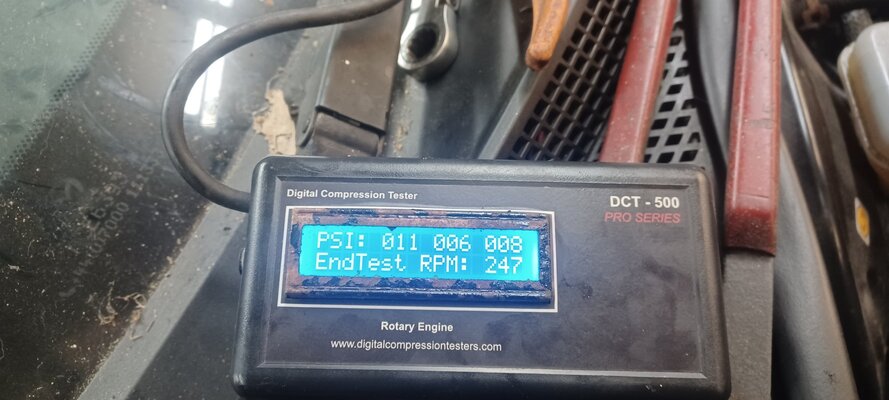 Digital Compression Tester
DCT - 500
PRO SERIES
PSI: 011 006 008
EndTest RPM: 247
Rotary Engine
www.digitalcompressiontesters.com